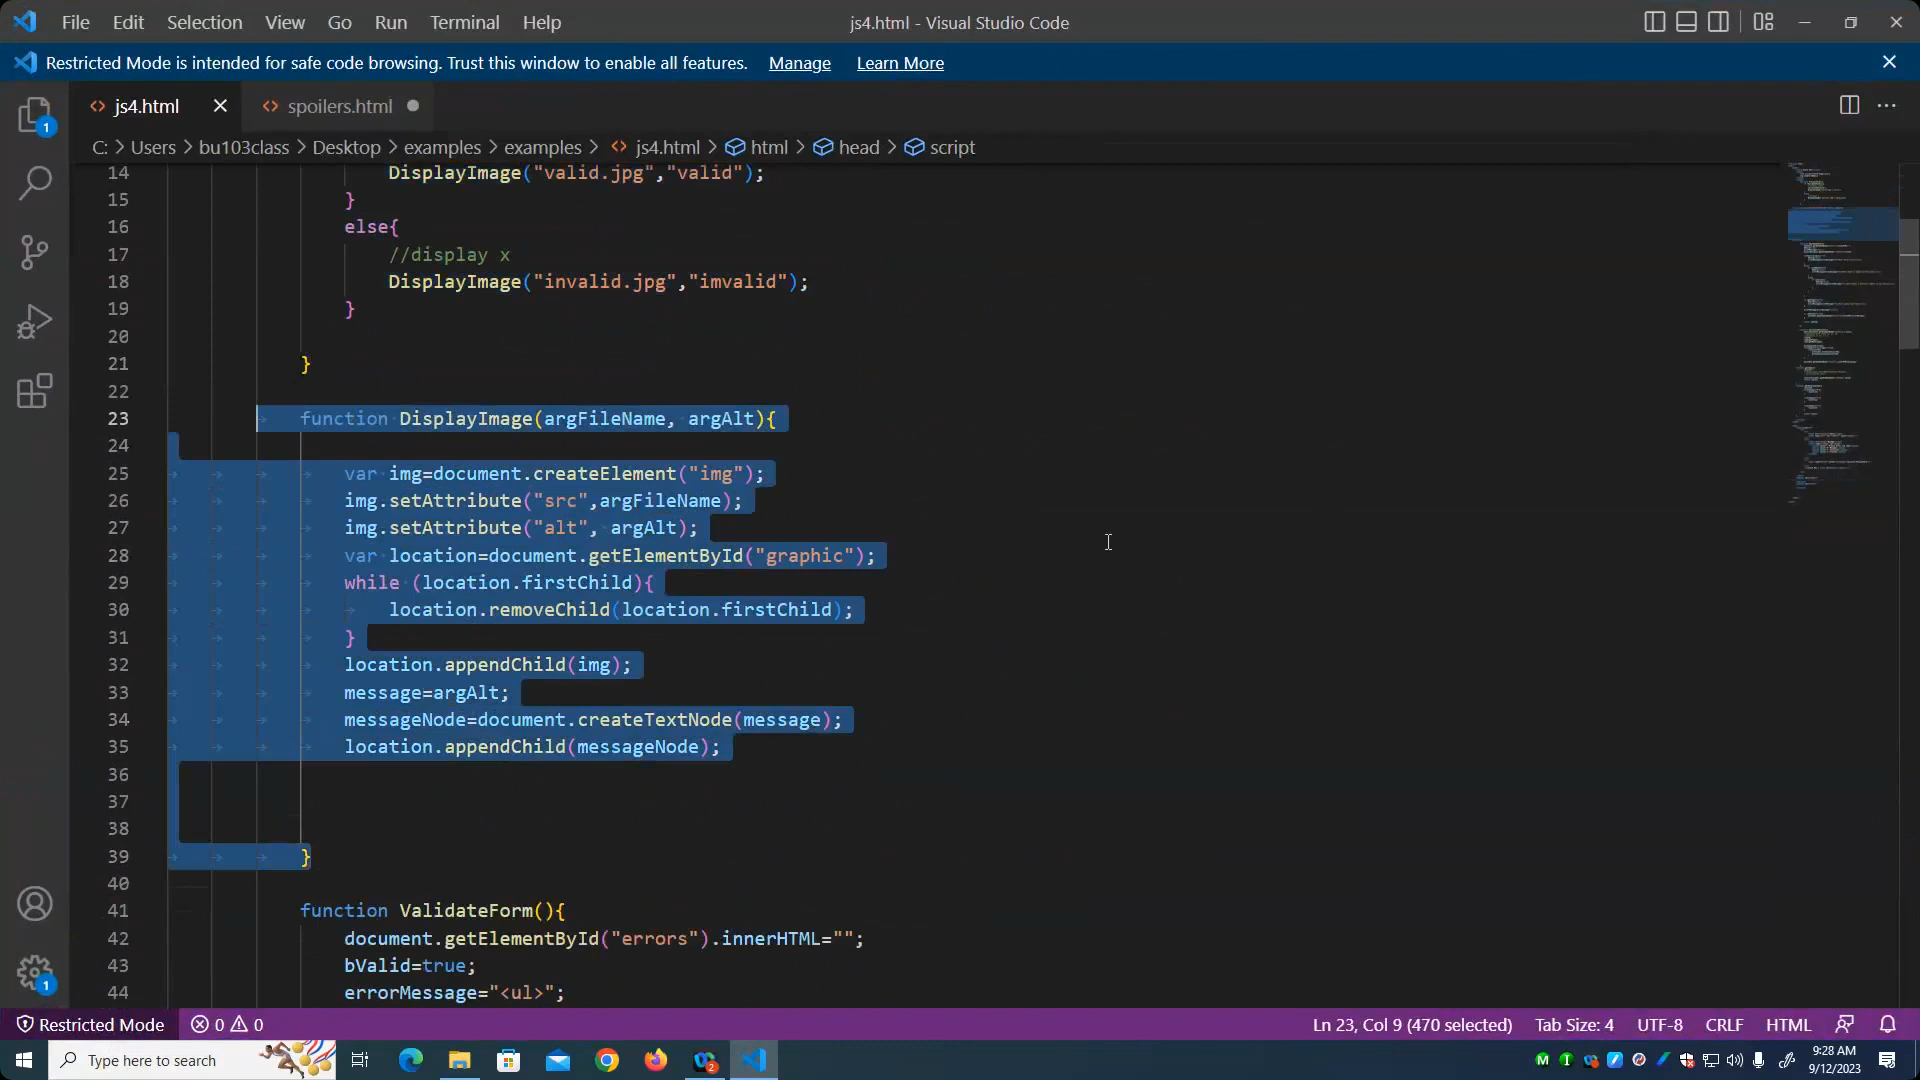 File Edit Selection View Go Run Terminal Help js4.html - Visual Studio Code
Restricted Mode is intended for safe code browsing. Trust this window to enable all features. Manage Learn More
js4.html spoilers.html
C: > Users > bu103class > Desktop > examples > examples > js4.html > html > head > script
14 DisplayImage("valid.jpg","valid");
15 }
16 else{
17 //display x
18 DisplayImage("invalid.jpg","imvalid");
19 }
20
21 }
22
23 function DisplayImage(argFileName, argAlt){
24
25 var img=document.createElement("img");
26 img.setAttribute("src",argFileName);
27 img.setAttribute("alt", argAlt);
28 var location=document.getElementById("graphic");
29 while (location.firstChild){
30 location.removeChild(location.firstChild);
31 }
32 location.appendChild(img);
33 message=argAlt;
34 messageNode=document.createTextNode(message);
35 location.appendChild(messageNode);
36
37
38
39 }
40
41 function ValidateForm(){
42 document.getElementById("errors").innerHTML="";
43 bValid=true;
44 errorMessage="<ul>";
1
1
Restricted Mode 0 0 Ln 23, Col 9 (470 selected) Tab Size: 4 UTF-8 CRLF HTML
Type here to search
2
9:28 AM
9/12/2023